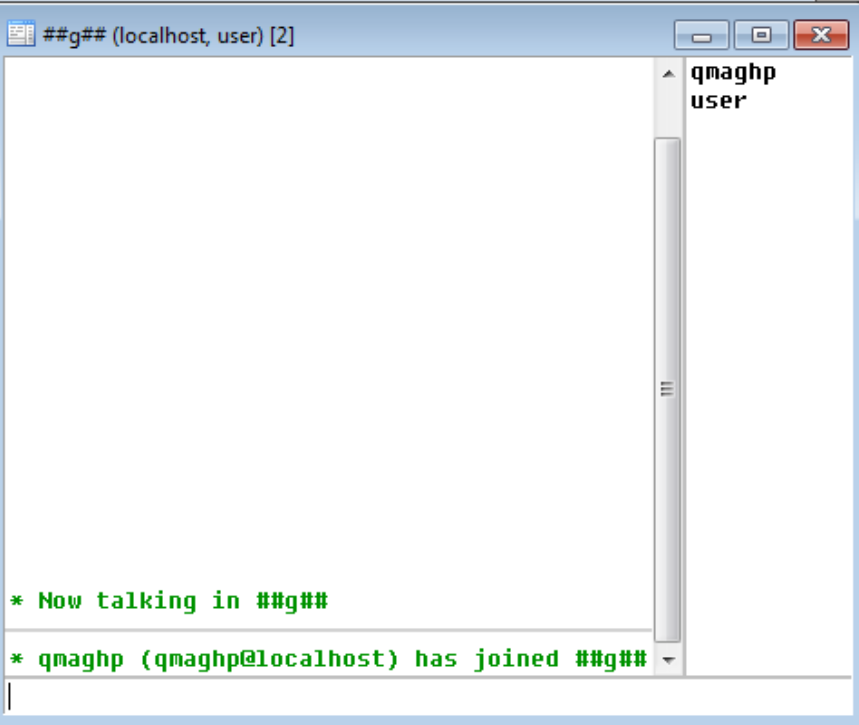 ##g## (localhost, user) [2]
qmaghp
user
* Now talking in ##g##
* qmaghp (qmaghp@localhost) has joined ##g##